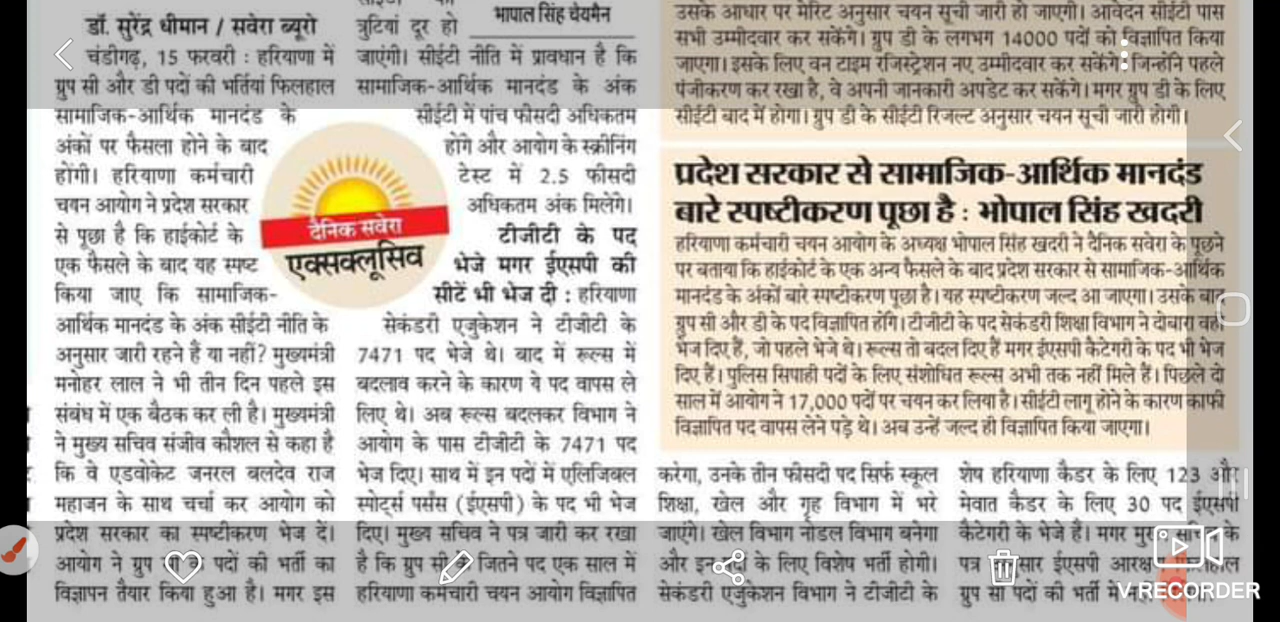 डॉ. सुरेंद्र धीमान / सवेरा ब्यूरो
चंडीगढ़, 15 फरवरी : हरियाणा में
ग्रुप सी और डी पदों की भर्तियां फिलहाल
सामाजिक-आर्थिक मानदंड के
अंकों पर फैसला होने के बाद
होंगी। हरियाणा कर्मचारी
चयन आयोग ने प्रदेश सरकार
से पूछा है कि हाईकोर्ट के
एक फैसले के बाद यह स्पष्ट
किया जाए कि सामाजिक-
आर्थिक मानदंड के अंक सीईटी नीति के
अनुसार जारी रहने हैं या नहीं? मुख्यमंत्री
मनोहर लाल ने भी तीन दिन पहले इस
संबंध में एक बैठक कर ली है। मुख्यमंत्री
ने मुख्य सचिव संजीव कौशल से कहा है
कि वे एडवोकेट जनरल बलदेव राज
महाजन के साथ चर्चा कर आयोग को
प्रदेश सरकार का स्पष्टीकरण भेज दें।
आयोग ने ग्रुप सी के पदों की भर्ती का
विज्ञापन तैयार किया हुआ है। मगर इस
दैनिक सवेरा
एक्सक्लूसिव
त्रुटियां दूर हो
भोपाल सिंह चेयमैन
जाएंगी। सीईटी नीति में प्रावधान है कि
सामाजिक-आर्थिक मानदंड के अंक
सीईटी में पांच फीसदी अधिकतम
होंगे और आयोग के स्क्रीनिंग
टेस्ट में 2.5 फीसदी
अधिकतम अंक मिलेंगे।
टीजीटी के पद
भेजे मगर ईएसपी की
सीटें भी भेज दी : हरियाणा
सेकंडरी एजुकेशन ने टीजीटी के
7471 पद भेजे थे। बाद में रूल्स में
बदलाव करने के कारण ये पद वापस ले
लिए थे। अब रूल्स बदलकर विभाग ने
आयोग के पास टीजीटी के 7471 पद
भेज दिए। साथ में इन पदों में एलिजिबल
स्पोर्ट्स पर्संस (ईएसपी) के पद भी भेज
दिए। मुख्य सचिव ने पत्र जारी कर रखा
है कि ग्रुप सी के जितने पद एक साल में
हरियाणा कर्मचारी चयन आयोग विज्ञापित
उसके आधार पर मेरिट अनुसार चयन सूची जारी हो जाएगी। आवेदन सीईटी पास
सभी उम्मीदवार कर सकेंगे। ग्रुप डी के लगभग 14000 पदों को विज्ञापित किया
जाएगा। इसके लिए वन टाइम रजिस्ट्रेशन नए उम्मीदवार कर सकेंगे। जिन्होंने पहले
पंजीकरण कर रखा है, वे अपनी जानकारी अपडेट कर सकेंगे। मगर ग्रुप डी के लिए
सीईटी बाद में होगा। ग्रुप डी के सीईटी रिजल्ट अनुसार चयन सूची जारी होगी।
प्रदेश सरकार से सामाजिक-आर्थिक मानदंड
बारे स्पष्टीकरण पूछा है : भोपाल सिंह खदरी
हरियाणा कर्मचारी चयन आयोग के अध्यक्ष भोपाल सिंह खदरी ने दैनिक सवेरा के पूछने
पर बताया कि हाईकोर्ट के एक अन्य फैसले के बाद प्रदेश सरकार से सामाजिक-आर्थिक
मानदंड के अंकों बारे स्पष्टीकरण पूछा है। यह स्पष्टीकरण जल्द आ जाएगा। उसके बाद
ग्रुप सी और डी के पद विज्ञापित होंगे। टीजीटी के पद सेकंडरी शिक्षा विभाग ने दोबारा वही
भेज दिए हैं, जो पहले भेजे थे। रूल्स तो बदल दिए हैं मगर ईएसपी कैटेगरी के पद भी भेज
दिए हैं। पुलिस सिपाही पदों के लिए संशोधित रूल्स अभी तक नहीं मिले हैं। पिछले दो
साल में आयोग ने 17,000 पदों पर चयन कर लिया है। सीईटी लागू होने के कारण काफी
विज्ञापित पद वापस लेने पड़े थे। अब उन्हें जल्द ही विज्ञापित किया जाएगा।
करेगा, उनके तीन फीसदी पद सिर्फ स्कूल
शिक्षा, खेल और गृह विभाग में भरे
जाएंगे। खेल विभाग नोडल विभाग बनेगा
और इन पदों के लिए विशेष भर्ती होगी।
सेकंडरी एजुकेशन विभाग ने टीजीटी के
शेष हरियाणा कैडर के लिए 123 और
मेवात कैडर के लिए 30 पद ईएसपी
कैटेगरी के भेजे हैं। मगर मुख्य सचिव के
पत्र अनुसार ईएसपी आरक्षण
ग्रुप सी पदों की भर्ती में
V RECORDER